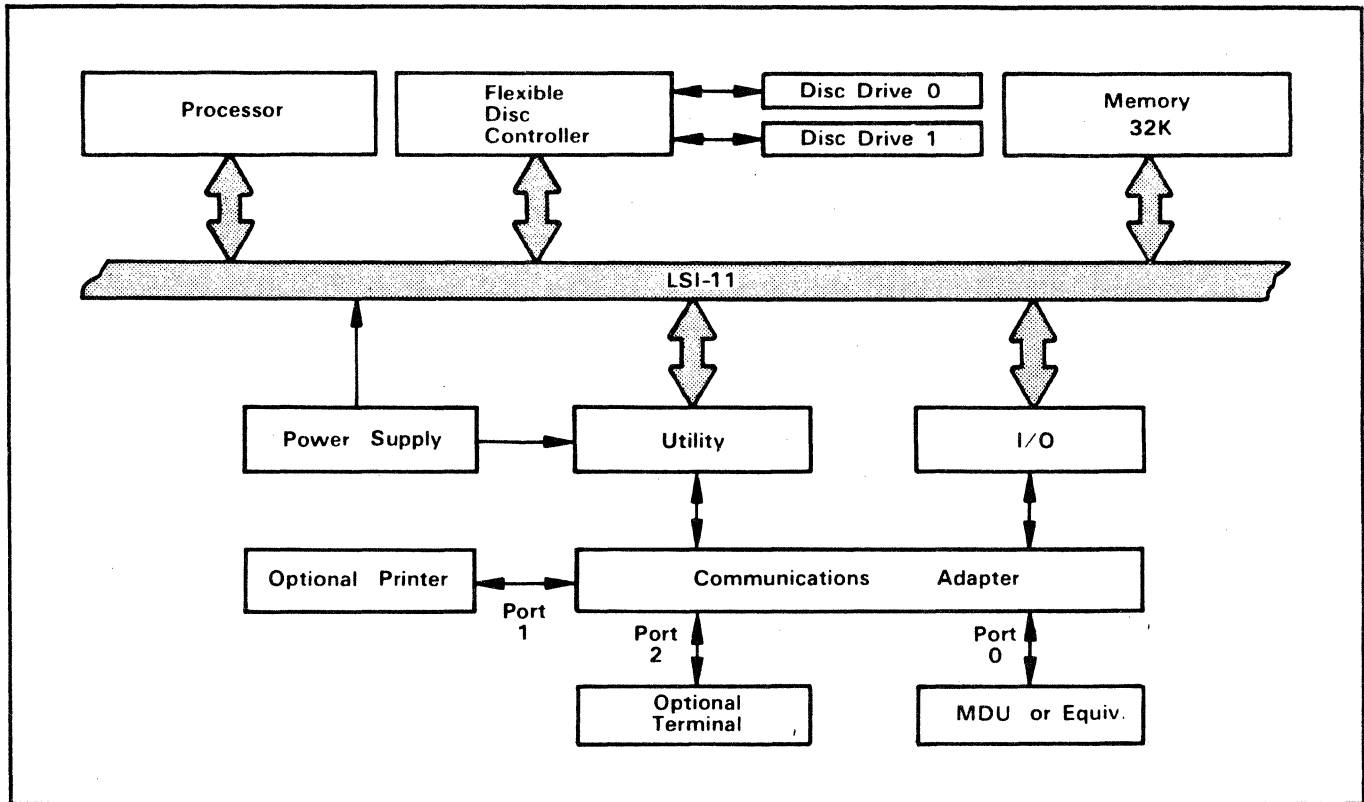 Processor
Flexible
Disc
Controller
Disc Drive 0
Disc Drive 1
Memory
32K
LSI-11
Power Supply
Utility
I/O
Optional Printer
Communications Adapter
Port
1
Port
2
Port
0
Optional
Terminal
MDU or Equiv.